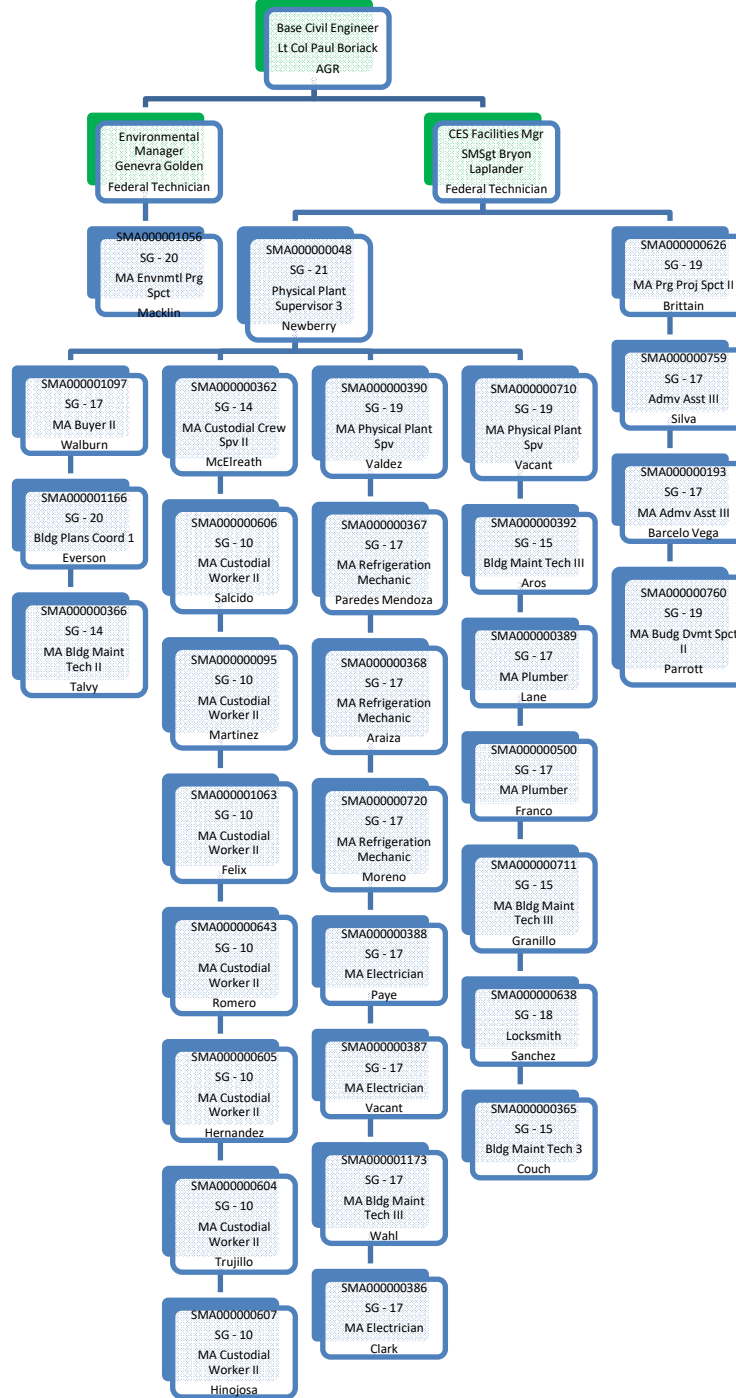 Base Civil Engineer
Lt Col Paul Boriack
AGR
Environmental
Manager
Genevra Golden
Federal Technician
CES Facilities Mgr
SMSgt Bryon
Laplander
Federal Technician
SMA000001056
SG - 20
MA Envnmtl Prg
Spct
Macklin
SMA000000048
SG - 21
Physical Plant
Supervisor 3
Newberry
SMA000000626
SG - 19
MA Prg Proj Spct II
Brittain
SMA000000759
SG - 17
Admv Asst III
Silva
SMA000000193
SG - 17
MA Admv Asst III
Barcelo Vega
SMA000000760
SG - 19
MA Budg Dvmt Spct
II
Parrott
SMA000001097
SG - 17
MA Buyer II
Walburn
SMA000001166
SG - 20
Bldg Plans Coord 1
Everson
SMA000000366
SG - 14
MA Bldg Maint
Tech II
Talvy
SMA000000362
SG - 14
MA Custodial Crew
Spv II
McElreath
SMA000000606
SG - 10
MA Custodial
Worker II
Salcido
SMA000000095
SG - 10
MA Custodial
Worker II
Martinez
SMA000001063
SG - 10
MA Custodial
Worker II
Felix
SMA000000643
SG - 10
MA Custodial
Worker II
Romero
SMA000000605
SG - 10
MA Custodial
Worker II
Hernandez
SMA000000604
SG - 10
MA Custodial
Worker II
Trujillo
SMA000000607
SG - 10
MA Custodial
Worker II
Hinojosa
SMA000000390
SG - 19
MA Physical Plant
Spv
Valdez
SMA000000367
SG - 17
MA Refrigeration
Mechanic
Paredes Mendoza
SMA000000368
SG - 17
MA Refrigeration
Mechanic
Araiza
SMA000000720
SG - 17
MA Refrigeration
Mechanic
Moreno
SMA000000388
SG - 17
MA Electrician
Paye
SMA000000387
SG - 17
MA Electrician
Vacant
SMA000001173
SG - 17
MA Bldg Maint
Tech III
Wahl
SMA000000386
SG - 17
MA Electrician
Clark
SMA000000710
SG - 19
MA Physical Plant
Spv
Vacant
SMA000000392
SG - 15
Bldg Maint Tech III
Aros
SMA000000389
SG - 17
MA Plumber
Lane
SMA000000500
SG - 17
MA Plumber
Franco
SMA000000711
SG - 15
MA Bldg Maint
Tech III
Granillo
SMA000000638
SG - 18
Locksmith
Sanchez
SMA000000365
SG - 15
Bldg Maint Tech 3
Couch